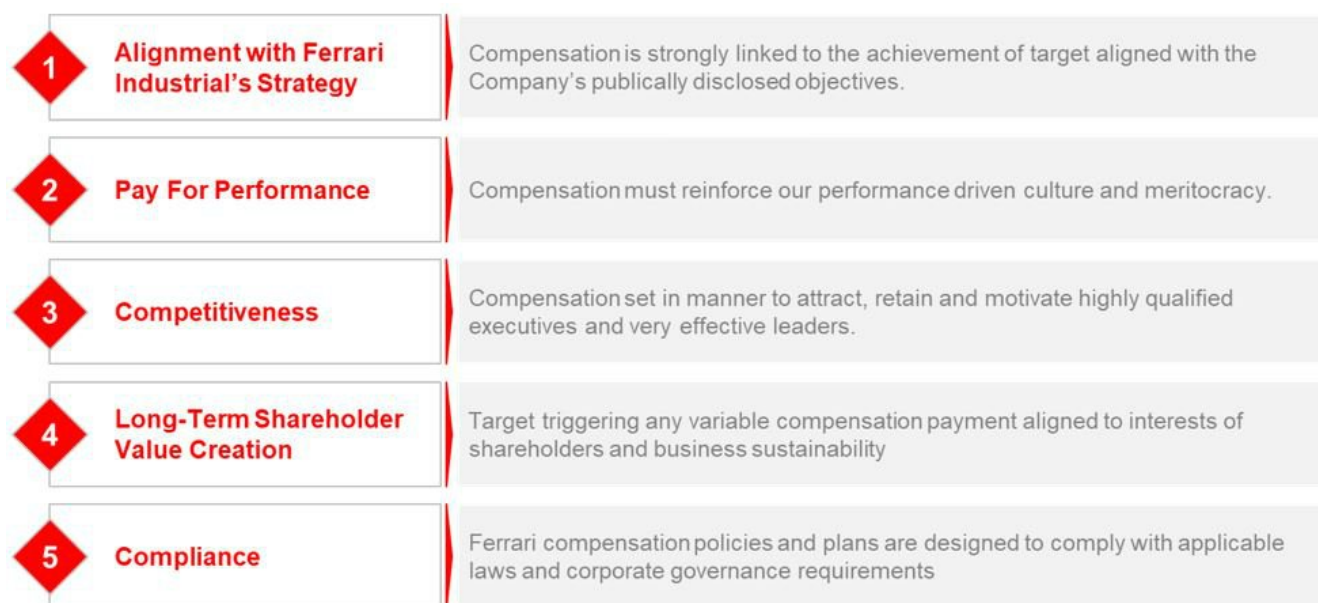 1
Alignment with Ferrari
Industrial's Strategy
Compensation is strongly linked to the achievement of target aligned with the
Company's publically disclosed objectives.
2
Pay For Performance
Compensation must reinforce our performance driven culture and meritocracy.
3
Competitiveness
Compensation set in manner to attract, retain and motivate highly qualified
executives and very effective leaders.
4
Long-Term Shareholder
Value Creation
Target triggering any variable compensation payment aligned to interests of
shareholders and business sustainability
5
Compliance
Ferrari compensation policies and plans are designed to comply with applicable
laws and corporate governance requirements